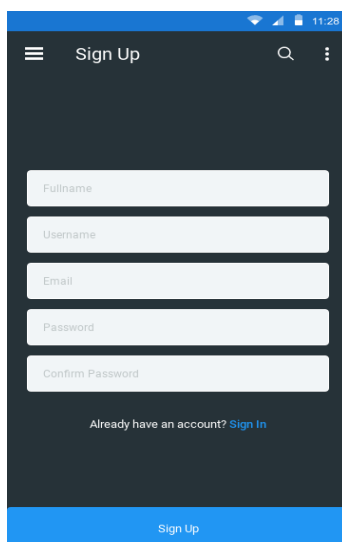 11:28
Sign Up
Fullname
Username
Email
Password
Confirm Password
Already have an account? Sign In
Sign Up